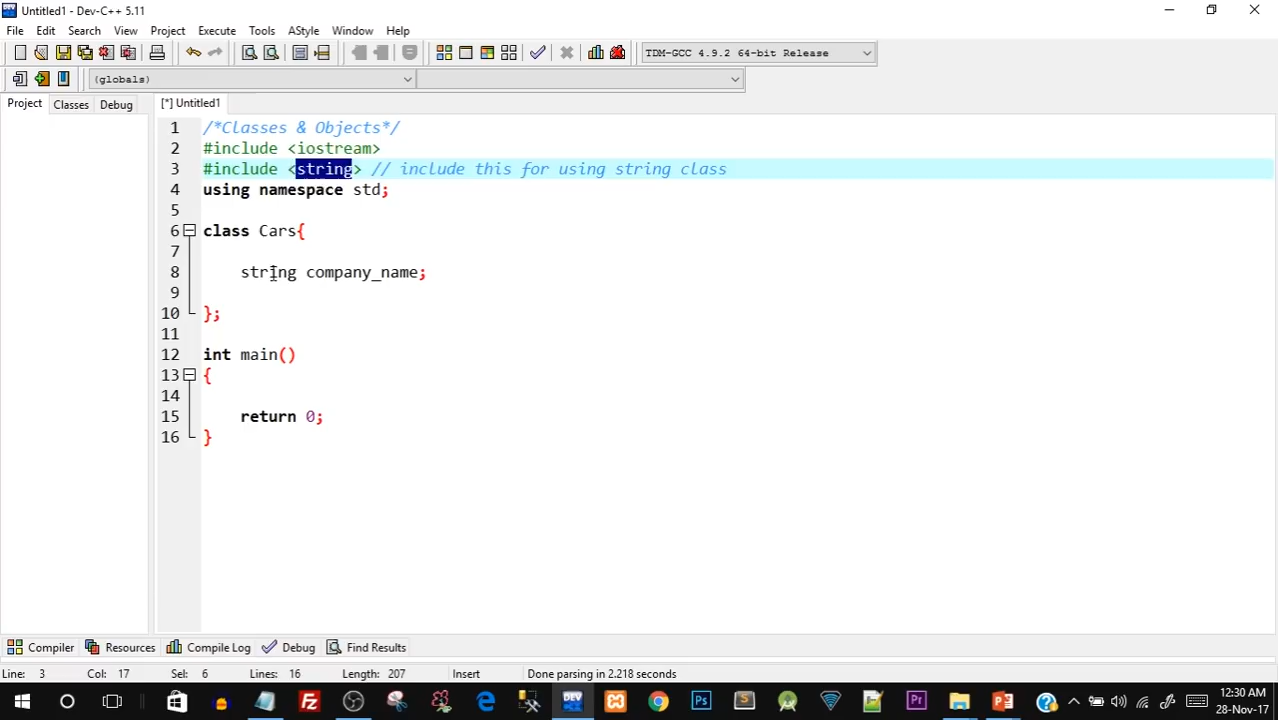 Untitled1 - Dev-C++ 5.11
File Edit Search View Project Execute Tools AStyle Window Help
TDM-GCC 4.9.2 64-bit Release
(globals)
Project Classes Debug [*] Untitled1
1 /*Classes & Objects*/
2 #include <iostream>
3 #include <string> // include this for using string class
4 using namespace std;
5
6 class Cars{
7
8 string company_name;
9
10 };
11
12 int main()
13 {
14
15 return 0;
16 }
Compiler Resources Compile Log Debug Find Results
Line: 3 Col: 17 Sel: 6 Lines: 16 Length: 207 Insert Done parsing in 2.218 seconds
12:30 AM
28-Nov-17